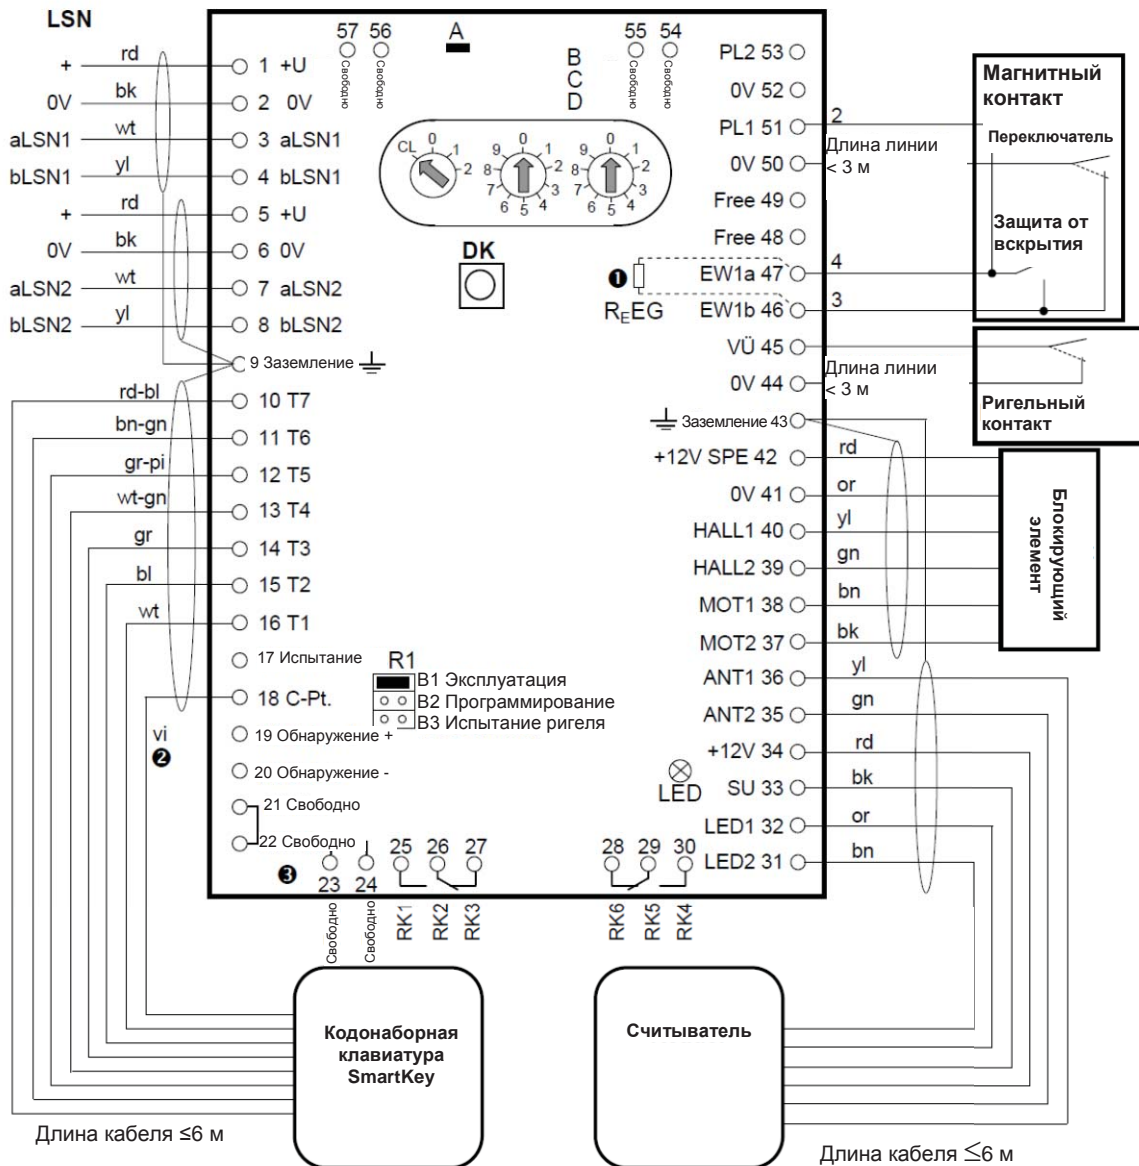 LSN
+ rd 1 +U
0V bk 2 0V
aLSN1 wt 3 aLSN1
bLSN1 yl 4 bLSN1
+ rd 5 +U
0V bk 6 0V
aLSN2 wt 7 aLSN2
bLSN2 yl 8 bLSN2
9 Заземление
rd-bl 10 T7
bn-gn 11 T6
gr-pi 12 T5
wt-gn 13 T4
gr 14 T3
bl 15 T2
wt 16 T1
17 Испытание
18 C-Pt.
vi
❷
19 Обнаружение +
20 Обнаружение -
21 Свободно
22 Свободно
❸
23 24
Свободно
Свободно
57 56
Свободно
Свободно
A
B
C
D
55 54
Свободно
Свободно
CL 0 1 2
0 1 2 3 4 5 6 7 8 9
0 1 2 3 4 5 6 7 8 9
DK
❶
REEG
R1
B1 Эксплуатация
B2 Программирование
B3 Испытание ригеля
LED
25 26 27
RK1 RK2 RK3
28 29 30
RK6 RK5 RK4
PL2 53
0V 52
PL1 51 2
Длина линии
< 3 м
0V 50
Free 49
Free 48
EW1a 47 4
EW1b 46 3
VÜ 45
Длина линии
< 3 м
0V 44
Заземление 43
+12V SPE 42 rd
0V 41 or
HALL1 40 yl
HALL2 39 gn
MOT1 38 bn
MOT2 37 bk
ANT1 36 yl
ANT2 35 gn
+12V 34 rd
SU 33 bk
LED1 32 or
LED2 31 bn
Магнитный
контакт
Переключатель
Защита от
вскрытия
Ригельный
контакт
Блокирующий
элемент
Кодонаборная
клавиатура
SmartKey
Считыватель
Длина кабеля ≤6 м
Длина кабеля ≤6 м